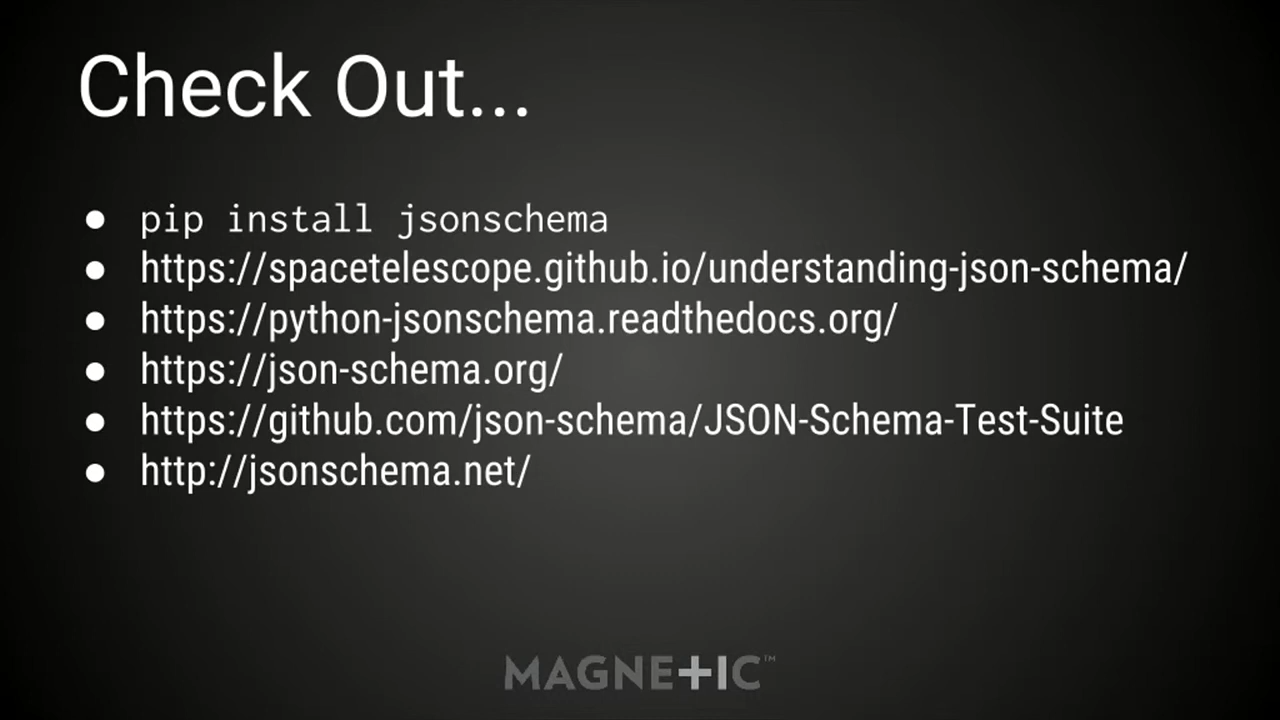 Check Out...
● pip install jsonschema
● https://spacetelescope.github.io/understanding-json-schema/
● https://python-jsonschema.readthedocs.org/
● https://json-schema.org/
● https://github.com/json-schema/JSON-Schema-Test-Suite
● http://jsonschema.net/
MAGNETIC™